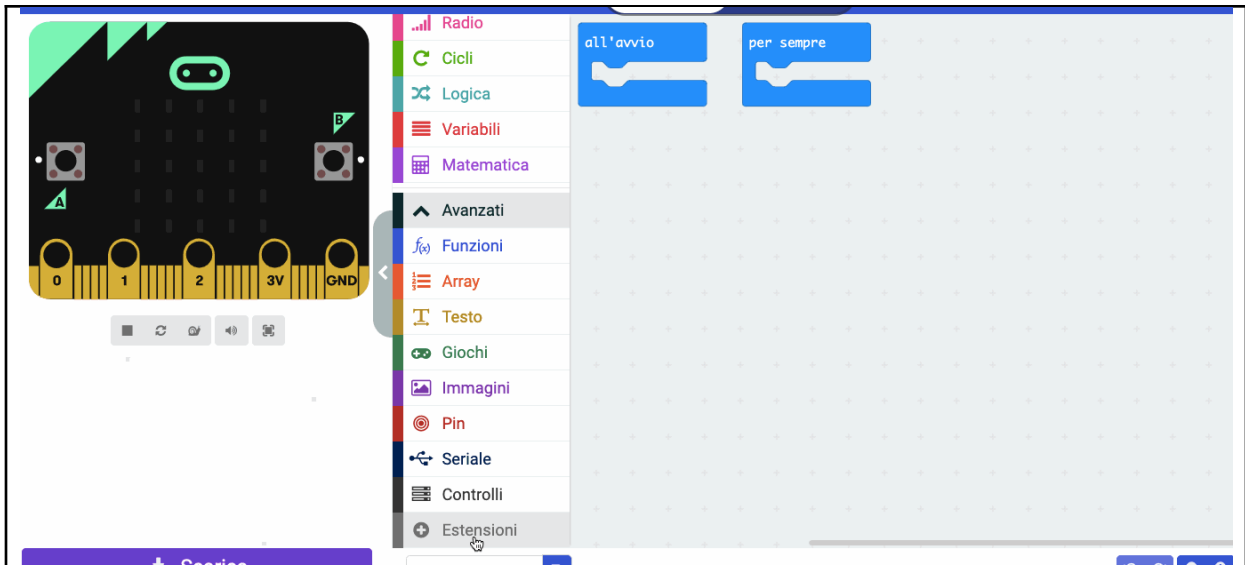 B
A
0 1 2 3V GND
Radio
Cicli
Logica
Variabili
Matematica
Avanzati
f(x) Funzioni
Array
Testo
Giochi
Immagini
Pin
Seriale
Controlli
Estensioni
all'avvio
per sempre